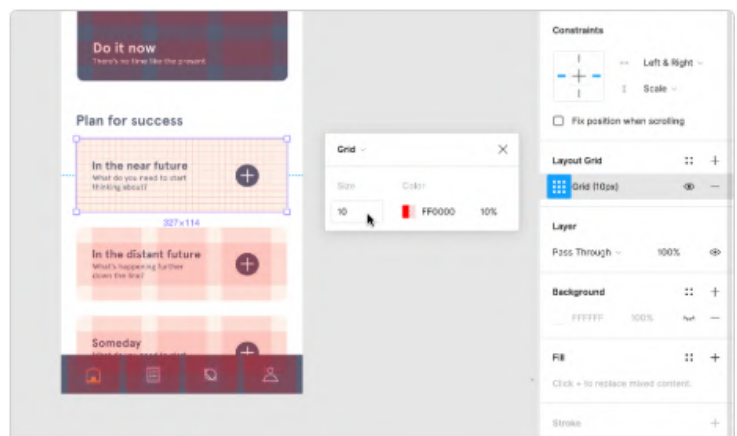 Do it now
There's no time like the present.
Plan for success
In the near future
What do you need to start
thinking about?
327 × 114
In the distant future
What's happening further
down the line?
Someday
Grid
Size
Color
10
FF0000
10%
Constraints
Left & Right
Scale
Fix position when scrolling
Layout Grid
Grid (10px)
Layer
Pass Through
100%
Background
FFFFFF
100%
Fill
Click + to replace mixed content.
Stroke